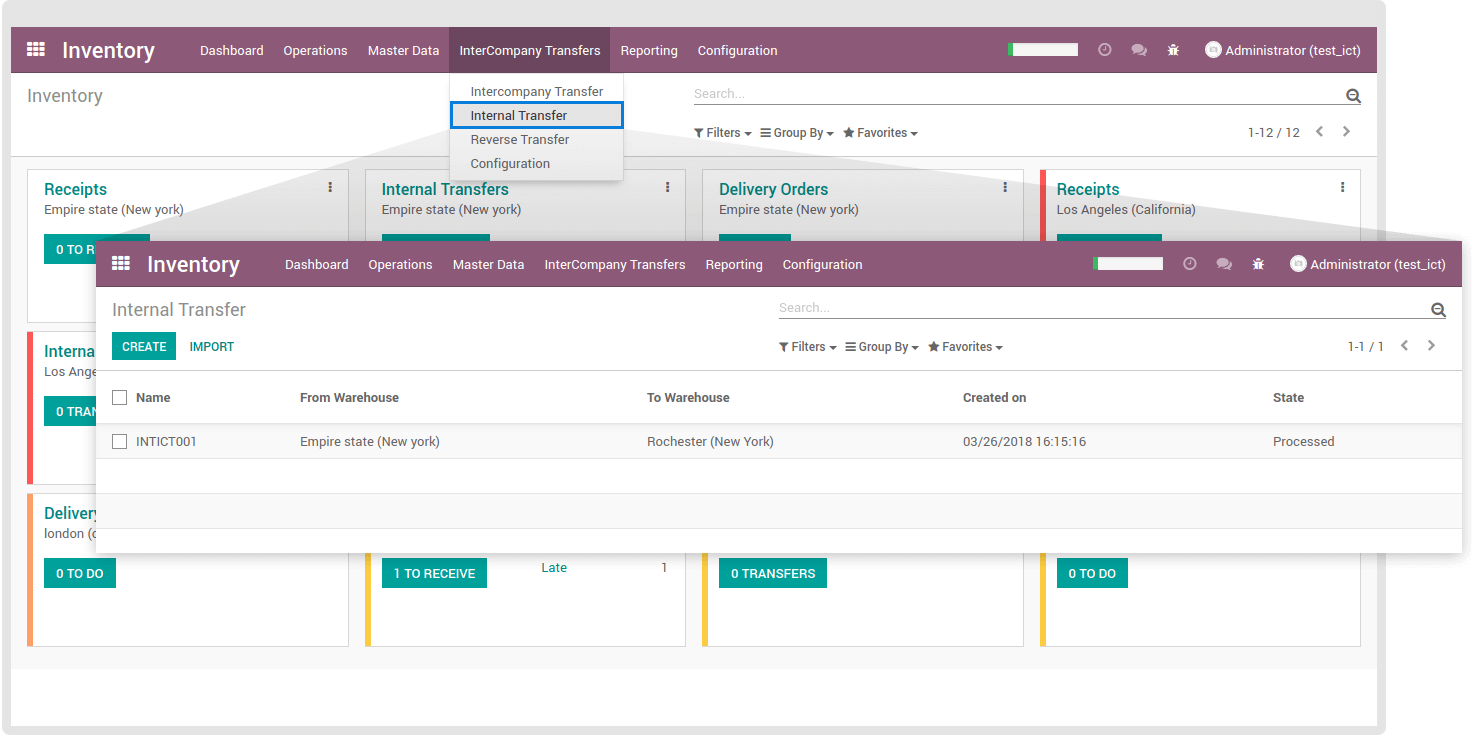 Inventory Dashboard Operations Master Data InterCompany Transfers Reporting Configuration Administrator (test_ict)
Inventory
Search...
Intercompany Transfer
Internal Transfer
Reverse Transfer
Configuration
Filters Group By Favorites 1-12 / 12
Receipts Internal Transfers Delivery Orders Receipts
Empire state (New york) Empire state (New york) Empire state (New york) Los Angeles (California)
0 TO R
Inventory Dashboard Operations Master Data InterCompany Transfers Reporting Configuration Administrator (test_ict)
Internal Transfer Search...
CREATE IMPORT Filters Group By Favorites 1-1 / 1
Interna
Los Ange
0 TRAN
Name From Warehouse To Warehouse Created on State
INTICT001 Empire state (New york) Rochester (New York) 03/26/2018 16:15:16 Processed
Delivery
london (
0 TO DO 1 TO RECEIVE Late 1 0 TRANSFERS 0 TO DO